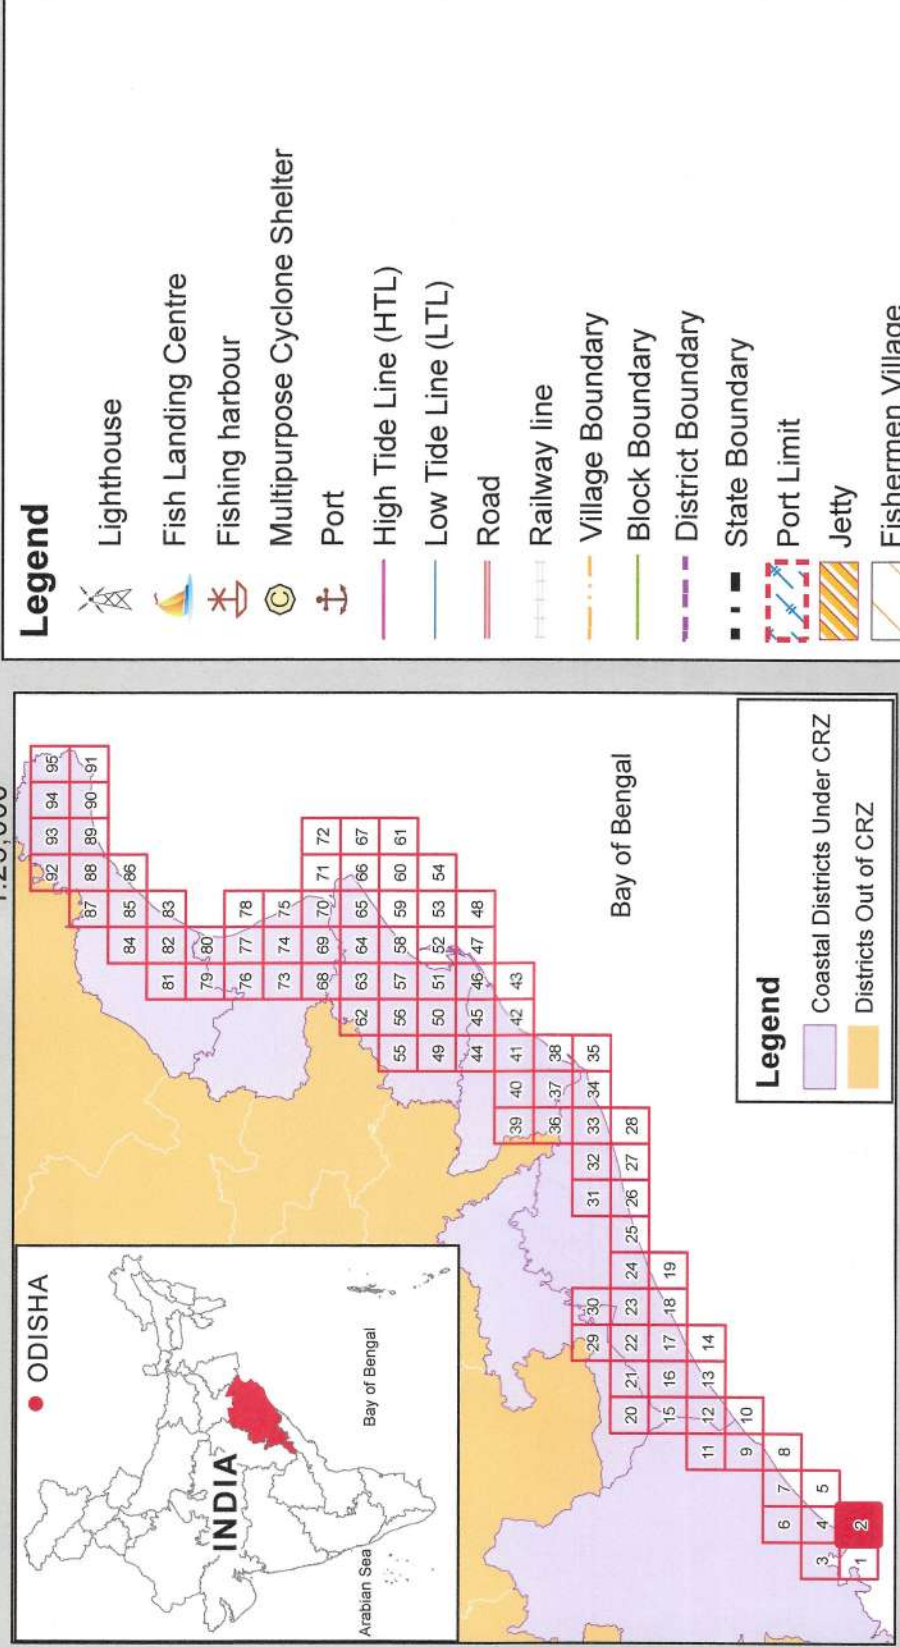 ODISHA
INDIA
Arabian Sea
Bay of Bengal
92 93 94 95
87 88 89 90 91
84 85 86
81 82 83
79 80
76 77 78
73 74 75
68 69 70 71 72
62 63 64 65 66 67
55 56 57 58 59 60 61
49 50 51 52 53 54
44 45 46 47 48
39 40 41 42 43
36 37 38
29 30 31 32 33 34 35
20 21 22 23 24 25 26 27 28
15 16 17 18 19
11 12 13 14
9 10
6 7 8
3 4 5
1 2
Bay of Bengal
Legend
Coastal Districts Under CRZ
Districts Out of CRZ
Legend
Lighthouse
Fish Landing Centre
Fishing harbour
C Multipurpose Cyclone Shelter
Port
High Tide Line (HTL)
Low Tide Line (LTL)
Road
Railway line
Village Boundary
Block Boundary
District Boundary
State Boundary
Port Limit
Jetty
Fishermen Village